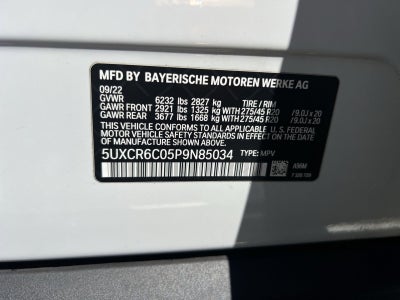 MFD BY BAYERISCHE MOTOREN WERKE AG
09/22
GVWR 6232 lbs 2827 kg TIRE / RIM
GAWR FRONT 2921 lbs 1325 kg WITH 275/45 R20 / 9.0J x 20
GAWR REAR 3677 lbs 1668 kg WITH 275/45 R20 / 9.0J x 20
THIS VEHICLE CONFORMS TO ALL APPLICABLE U.S. FEDERAL
MOTOR VEHICLE SAFETY STANDARDS IN EFFECT ON THE DATE
OF MANUFACTURE SHOWN ABOVE.
5UXCR6C05P9N85034 TYPE: MPV